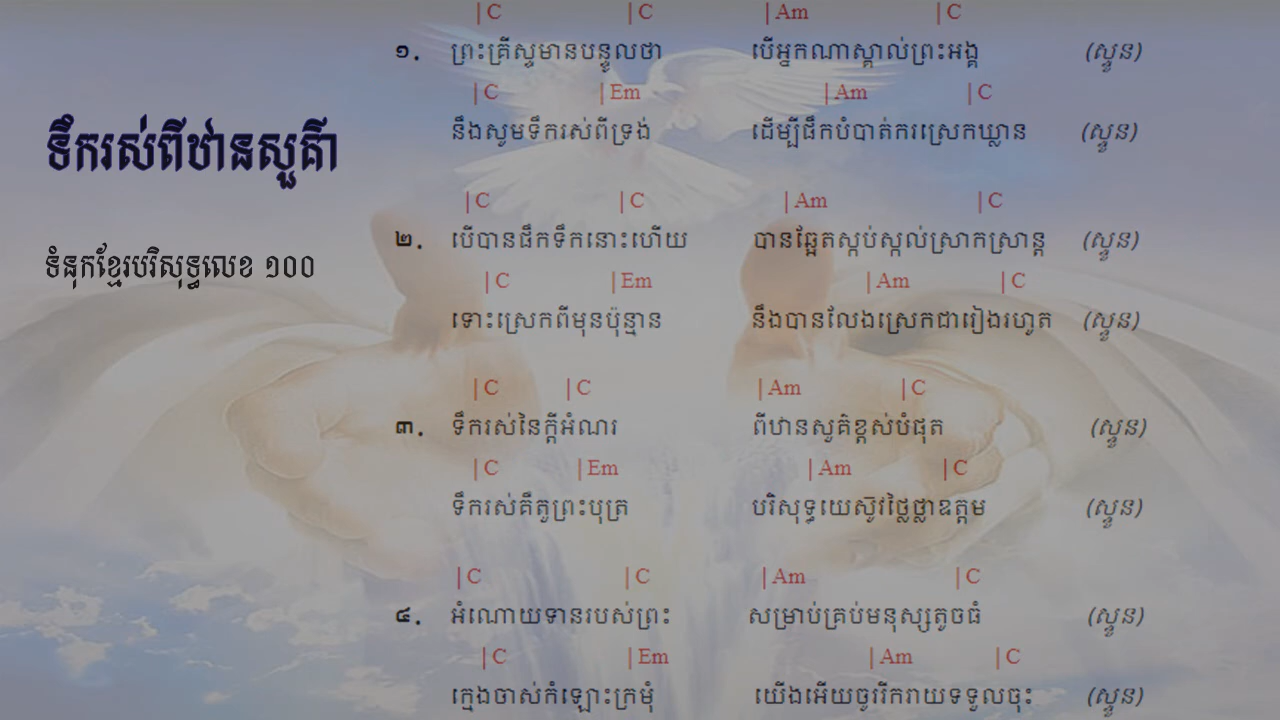 ទឹករស់ពីឋានសួគ៌ា
ទំនុកខ្មែរបរិសុទ្ធលេខ ១០០
|C |C |Am |C
១. ព្រះគ្រីស្ទមានបន្ទូលថា បើអ្នកណាស្គាល់ព្រះអង្គ (ស្ទួន)
|C |Em |Am |C
នឹងសូមទឹករស់ពីទ្រង់ ដើម្បីផឹកបំបាត់ករស្រេកឃ្លាន (ស្ទួន)
|C |C |Am |C
២. បើបានផឹកទឹកនោះហើយ បានឆ្អែតស្កប់ស្កល់ស្រាកស្រាន្ត (ស្ទួន)
|C |Em |Am |C
ទោះស្រេកពីមុនប៉ុន្មាន នឹងបានលែងស្រេកជារៀងរហូត (ស្ទួន)
|C |C |Am |C
៣. ទឹករស់នៃក្ដីអំណរ ពីឋានសួគ៌ខ្ពស់បំផុត (ស្ទួន)
|C |Em |Am |C
ទឹករស់គឺតួព្រះបុត្រ បរិសុទ្ធយេស៊ូវថ្លៃថ្លាឧត្ដម (ស្ទួន)
|C |C |Am |C
៤. អំណោយទានរបស់ព្រះ សម្រាប់គ្រប់មនុស្សតូចធំ (ស្ទួន)
|C |Em |Am |C
ក្មេងចាស់កំឡោះក្រមុំ យើងអើយចូររីករាយទទួលចុះ (ស្ទួន)